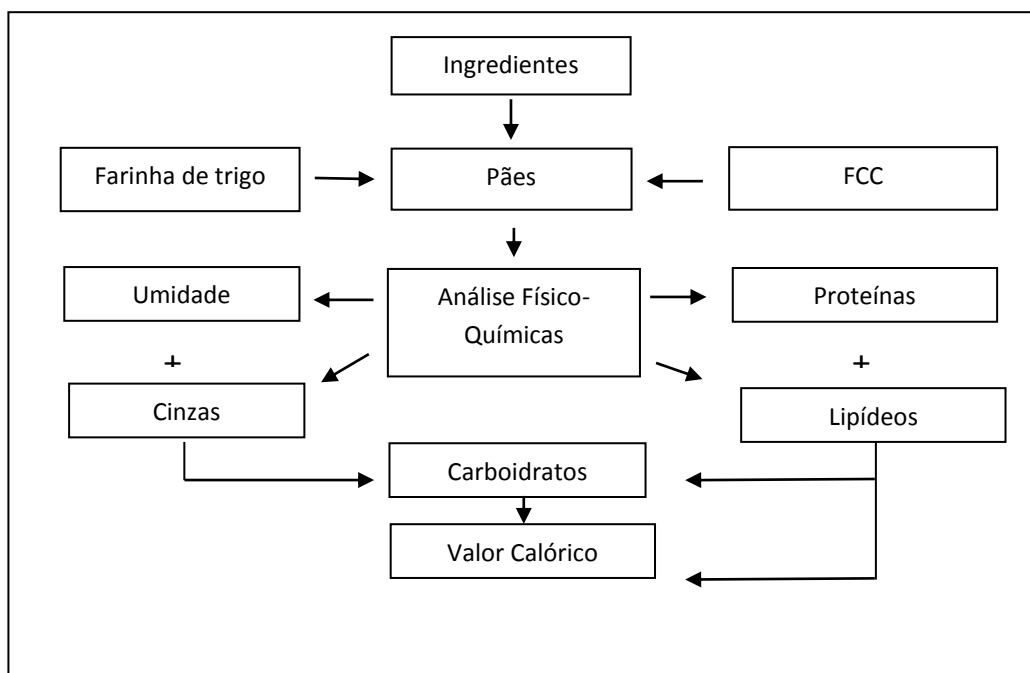 Ingredientes
Farinha de trigo
Pães
FCC
Umidade
Análise Físico-
Químicas
Proteínas
+
+
Cinzas
Lipídeos
Carboidratos
Valor Calórico